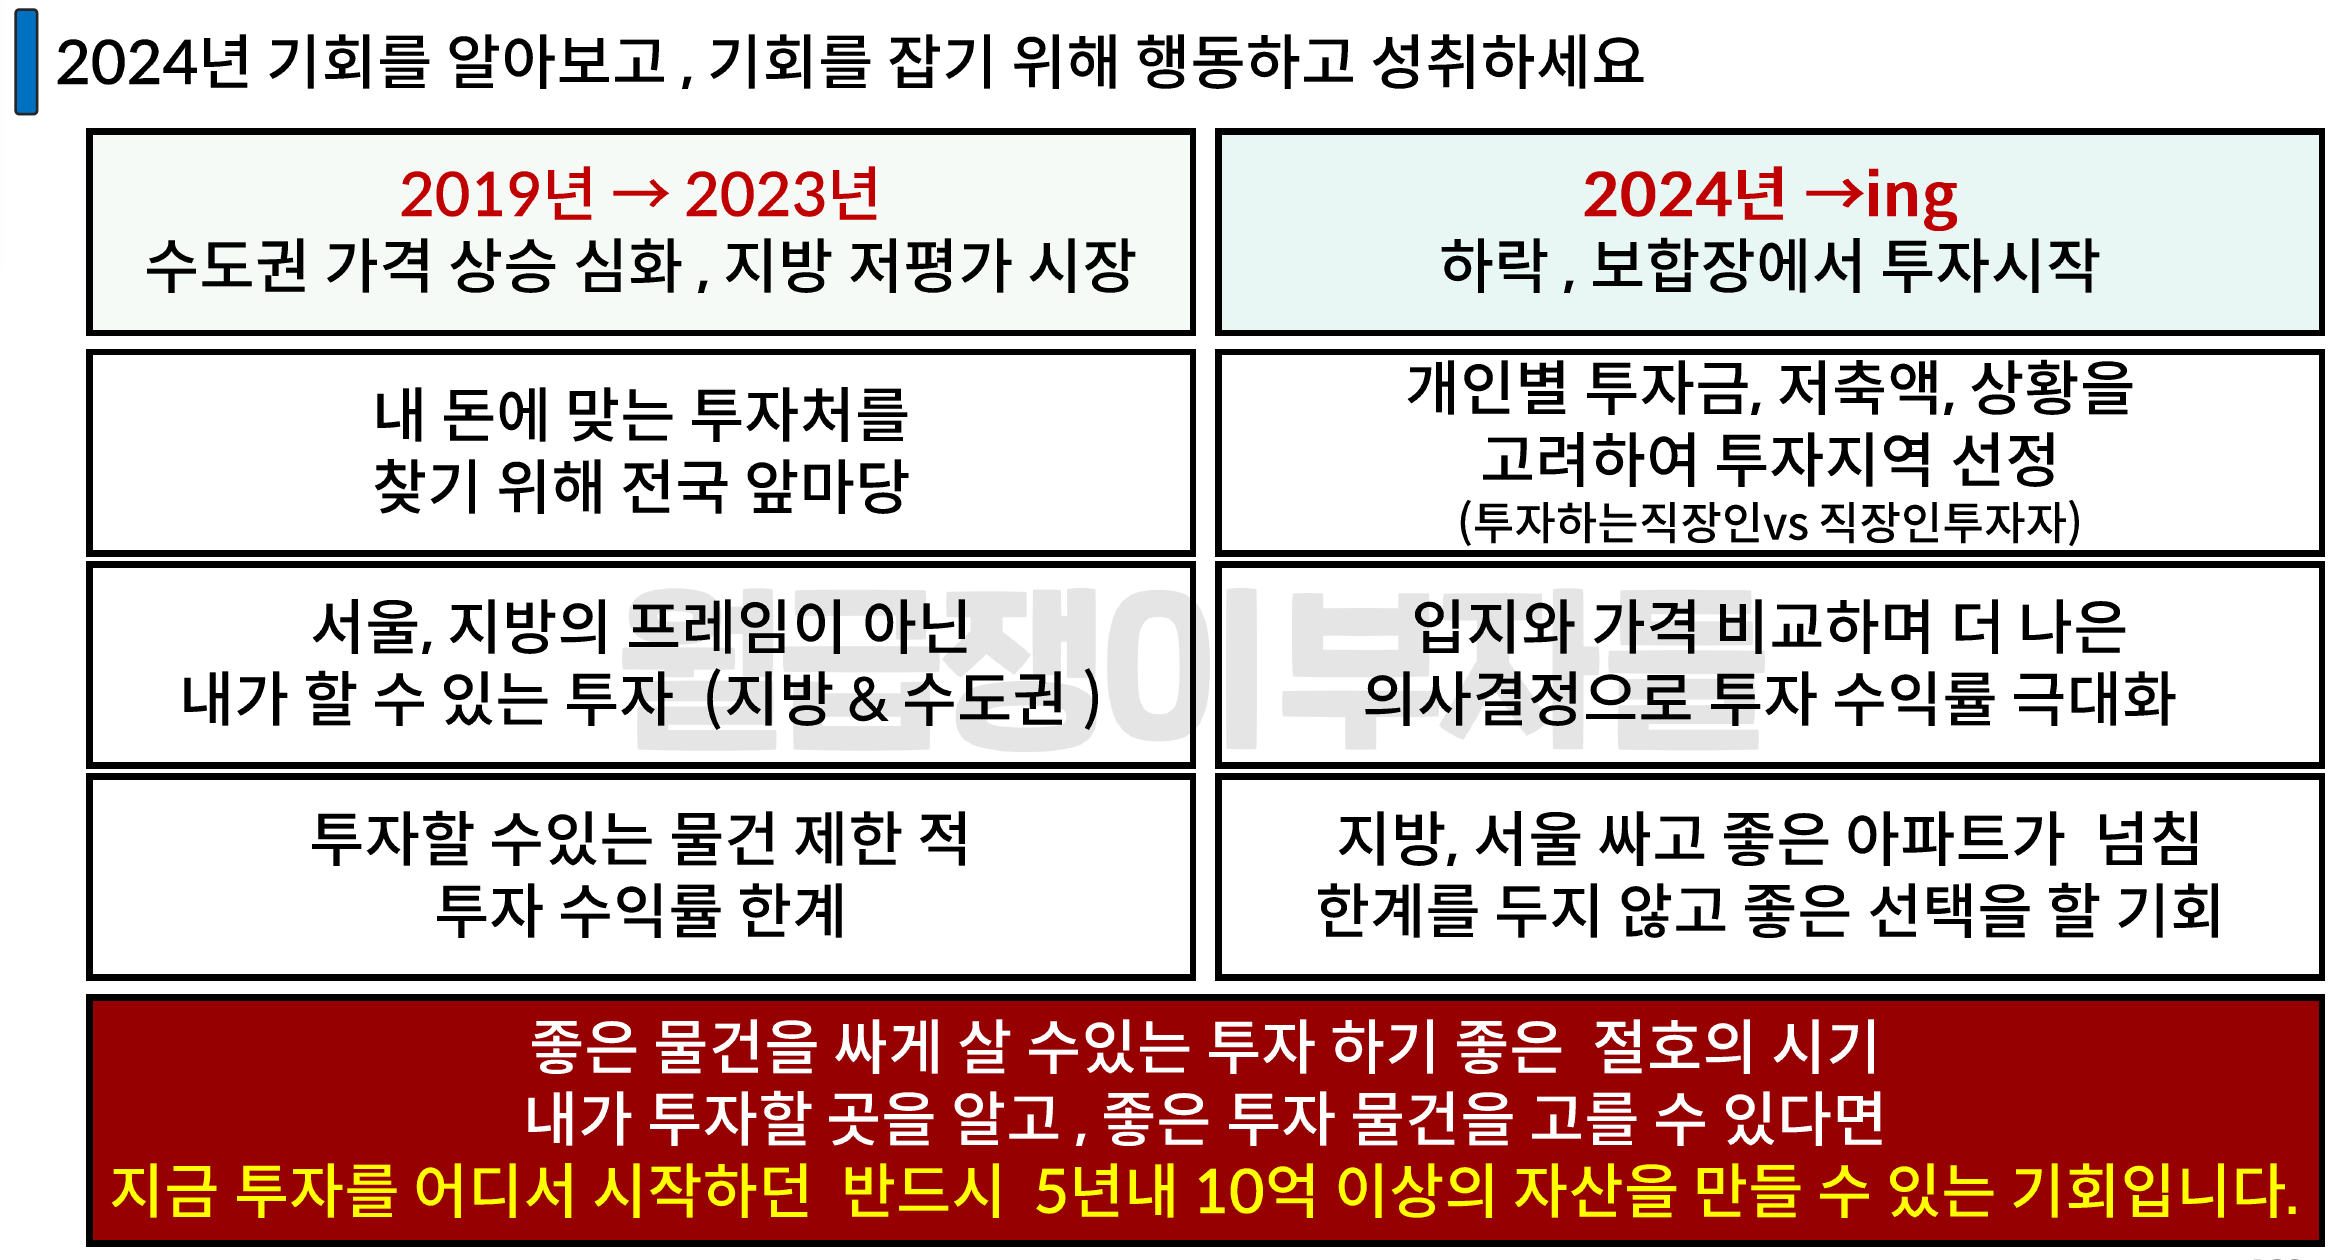 2024년 기회를 알아보고 , 기회를 잡기 위해 행동하고 성취하세요
2019년 → 2023년
수도권 가격 상승 심화 , 지방 저평가 시장
2024년 →ing
하락 , 보합장에서 투자시작
내 돈에 맞는 투자처를
찾기 위해 전국 앞마당
개인별 투자금, 저축액, 상황을
고려하여 투자지역 선정
(투자하는직장인vs 직장인투자자)
서울, 지방의 프레임이 아닌
내가 할 수 있는 투자 (지방 & 수도권 )
입지와 가격 비교하며 더 나은
의사결정으로 투자 수익률 극대화
월급쟁이부자들
투자할 수있는 물건 제한 적
투자 수익률 한계
지방, 서울 싸고 좋은 아파트가 넘침
한계를 두지 않고 좋은 선택을 할 기회
좋은 물건을 싸게 살 수있는 투자 하기 좋은 절호의 시기
내가 투자할 곳을 알고 , 좋은 투자 물건을 고를 수 있다면
지금 투자를 어디서 시작하던 반드시 5년내 10억 이상의 자산을 만들 수 있는 기회입니다.